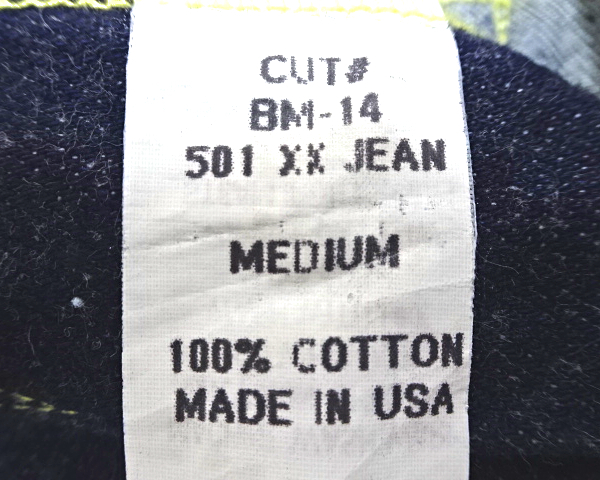 CUT#
BM-14
501 XX JEAN
MEDIUM
100% COTTON
MADE IN USA